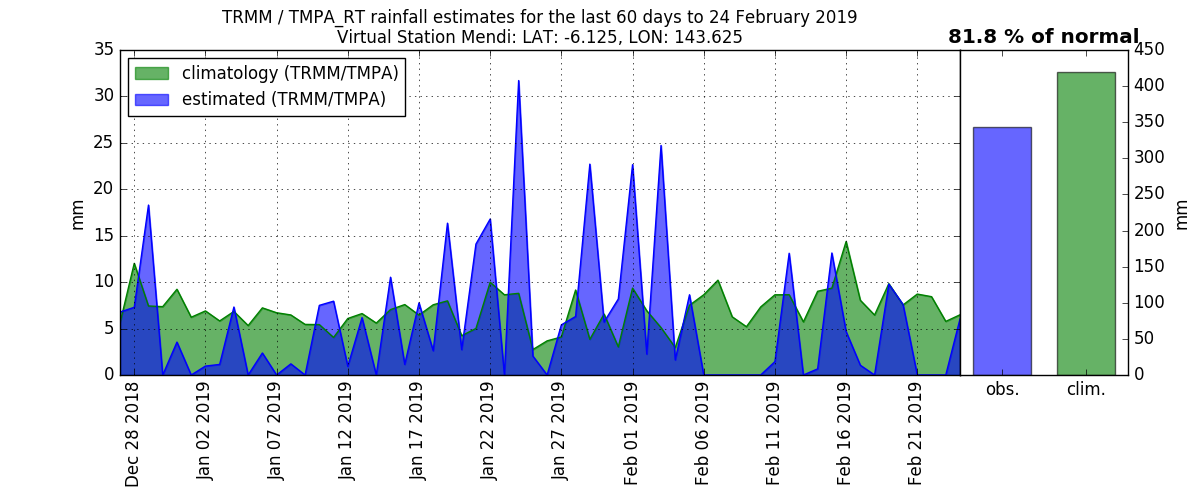 TRMM / TMPA_RT rainfall estimates for the last 60 days to 24 February 2019
Virtual Station Mendi: LAT: -6.125, LON: 143.625
81.8 % of normal
climatology (TRMM/TMPA)
estimated (TRMM/TMPA)
35
30
25
20
15
10
5
0
mm
Dec 28 2018
Jan 02 2019
Jan 07 2019
Jan 12 2019
Jan 17 2019
Jan 22 2019
Jan 27 2019
Feb 01 2019
Feb 06 2019
Feb 11 2019
Feb 16 2019
Feb 21 2019
450
400
350
300
250
200
150
100
50
0
mm
obs.
clim.